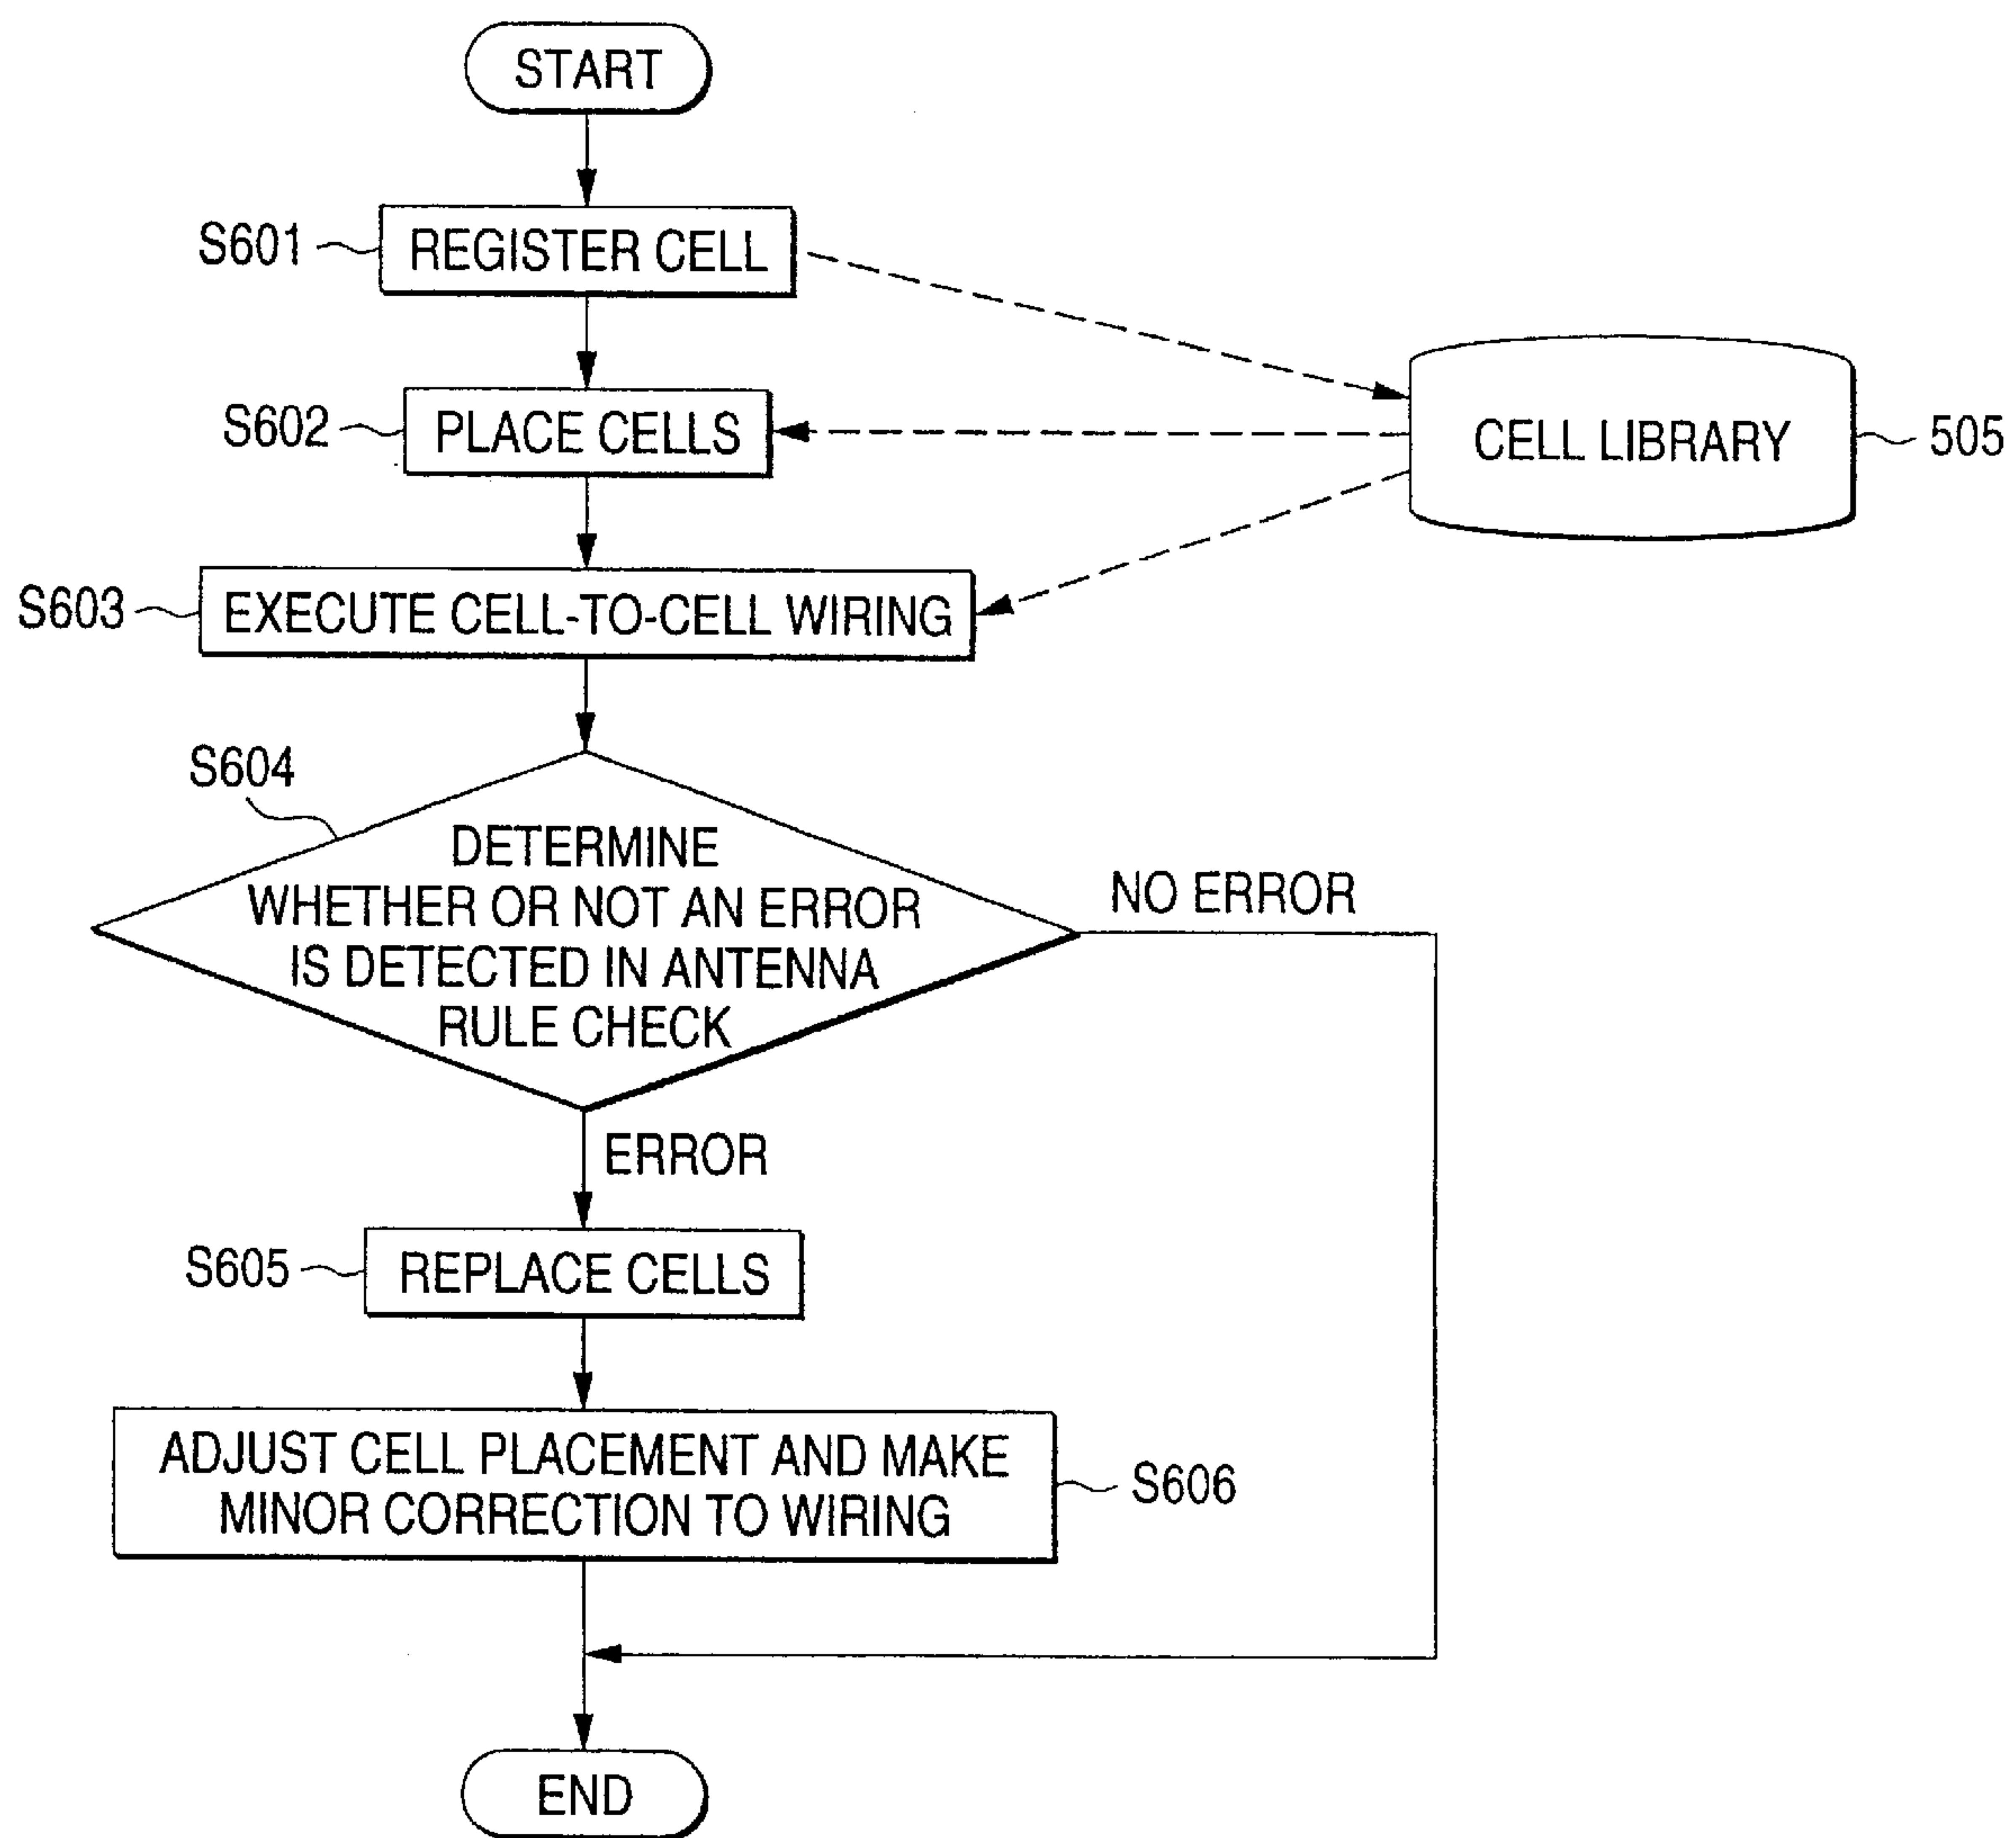 START
S601
REGISTER CELL
S602
PLACE CELLS
CELL LIBRARY
505
S603
EXECUTE CELL-TO-CELL WIRING
S604
DETERMINE
WHETHER OR NOT AN ERROR
IS DETECTED IN ANTENNA
RULE CHECK
NO ERROR
ERROR
S605
REPLACE CELLS
ADJUST CELL PLACEMENT AND MAKE
MINOR CORRECTION TO WIRING
S606
END